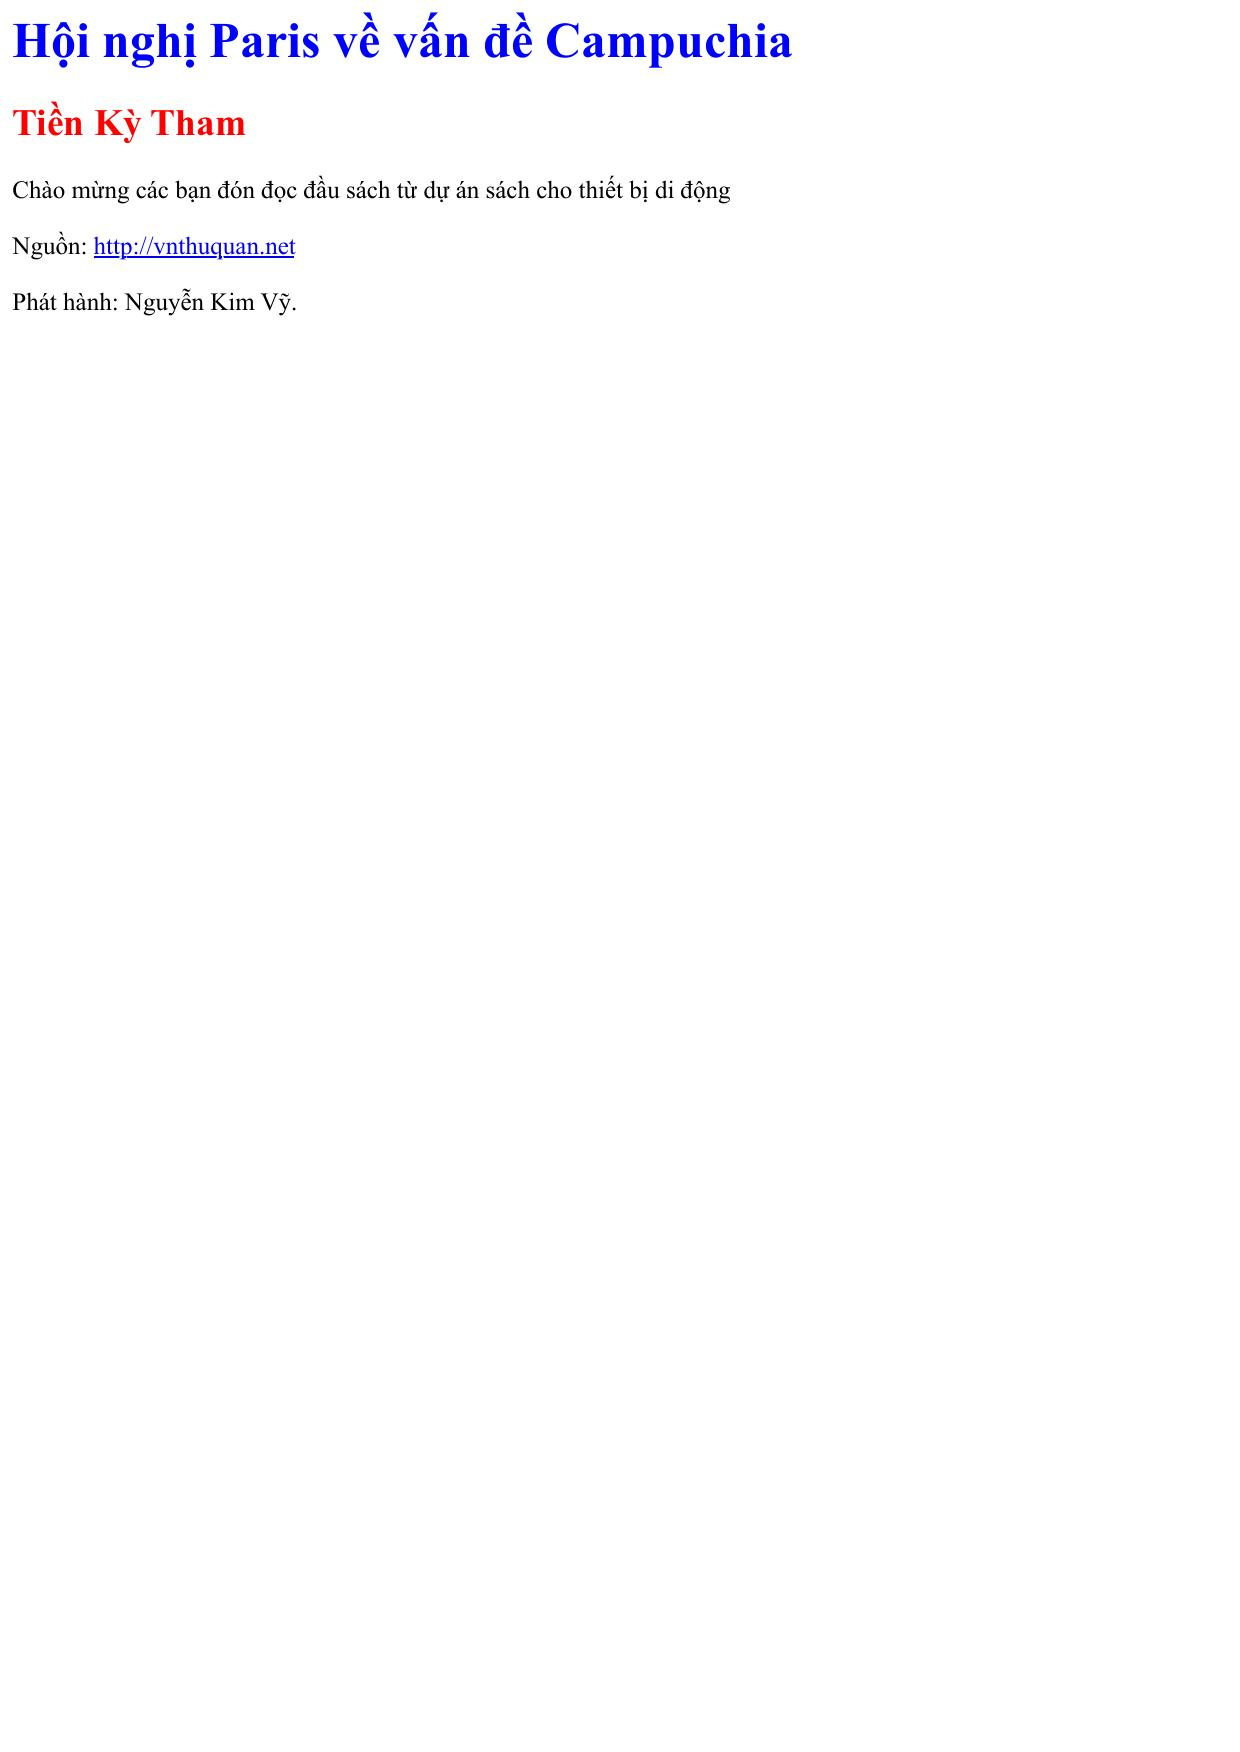 Hội nghị Paris về vấn đề Campuchia
Tiền Kỳ Tham
Chào mừng các bạn đón đọc đầu sách từ dự án sách cho thiết bị di động
Nguồn: http://vnthuquan.net
Phát hành: Nguyễn Kim Vỹ.